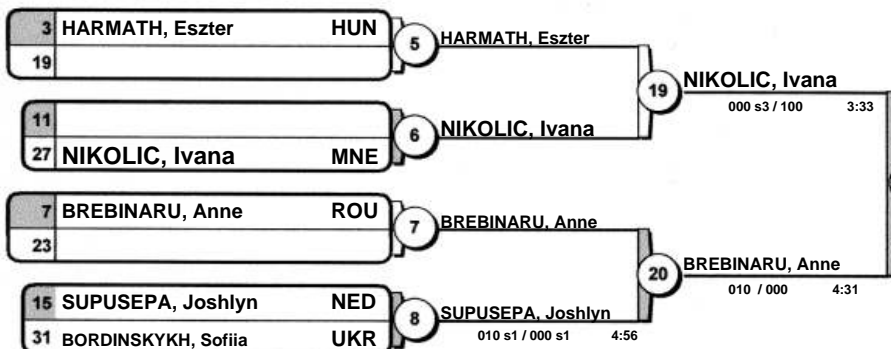 3 HARMATH, Eszter HUN
19
5
HARMATH, Eszter
11
27 NIKOLIC, Ivana MNE
6
NIKOLIC, Ivana
19
NIKOLIC, Ivana
000 s3 / 100 3:33
7 BREBINARU, Anne ROU
23
7
BREBINARU, Anne
15 SUPUSEPA, Joshlyn NED
31 BORDINSKYKH, Sofiia UKR
8
SUPUSEPA, Joshlyn
010 s1 / 000 s1 4:56
20
BREBINARU, Anne
010 / 000 4:31